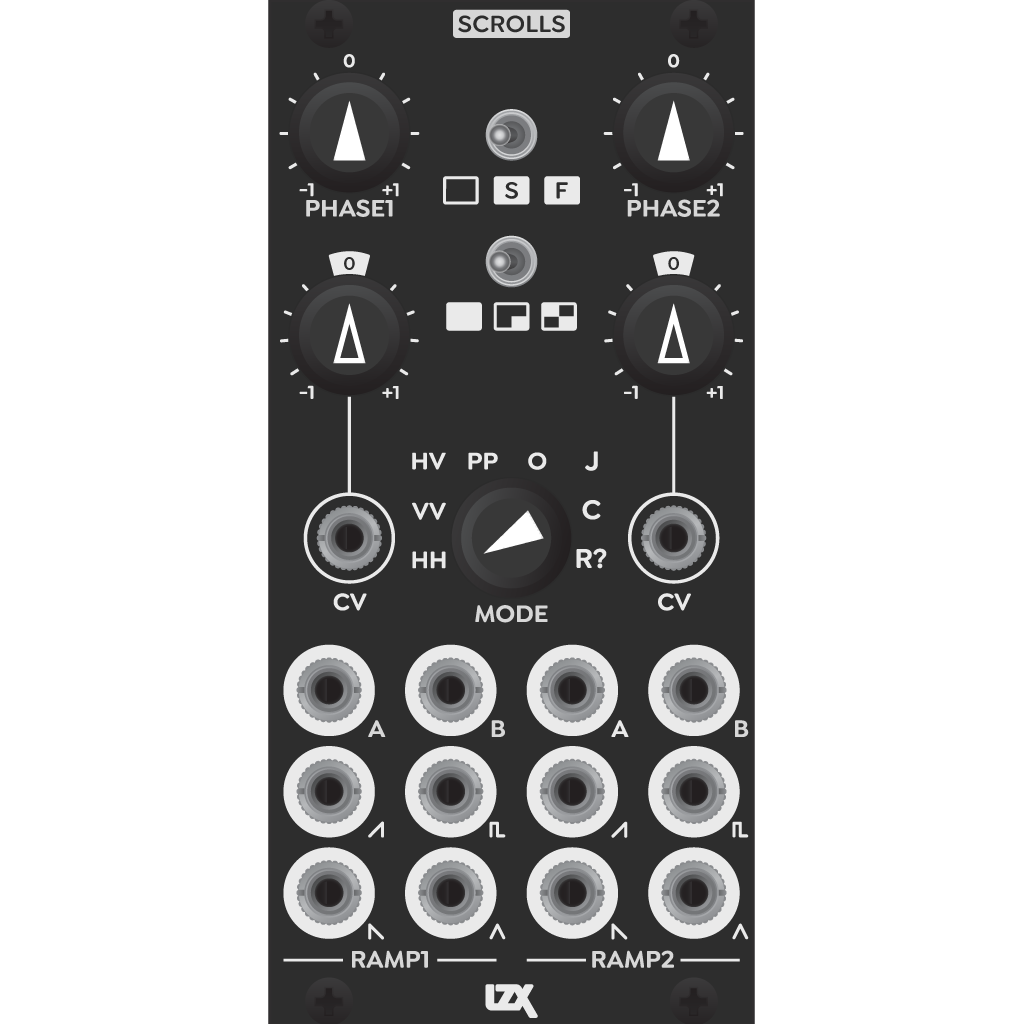 SCROLLS
0
0
-1 +1
PHASE1
S F
-1 +1
PHASE2
0
0
-1 +1
-1 +1
HV PP O J
VV C
HH R?
CV
MODE
CV
A B A B
RAMP1 RAMP2
LZX